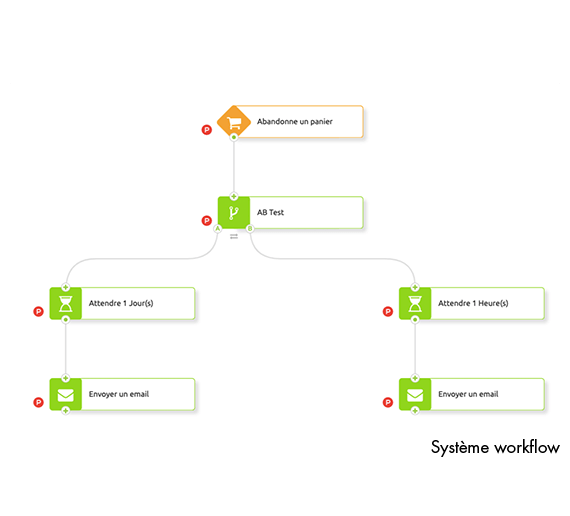 Abandonne un panier
P
AB Test
P
A
B
Attendre 1 Jour(s)
P
Attendre 1 Heure(s)
P
Envoyer un email
P
Envoyer un email
P
Système workflow